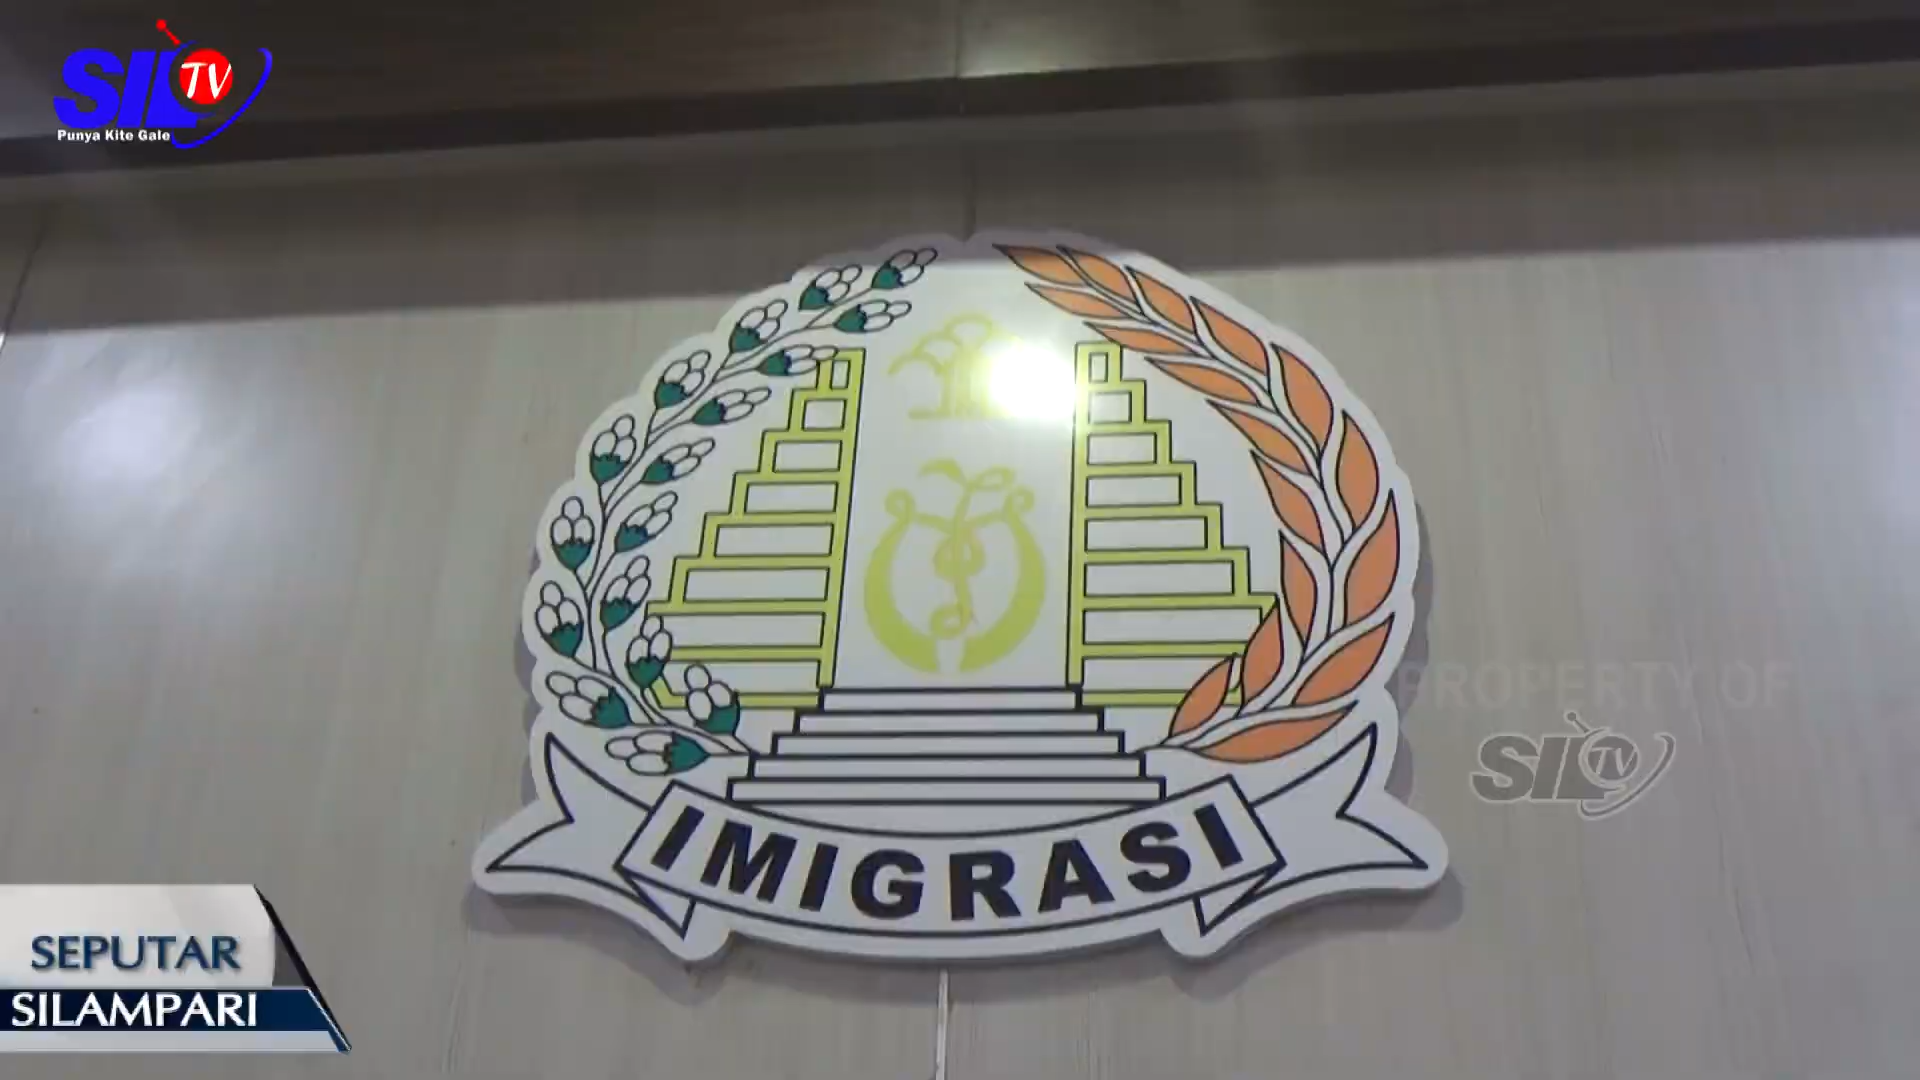 SIL TV
Punya Kite Gale
PROPERTY OF
SIL TV
IMIGRASI
SEPUTAR
SILAMPARI